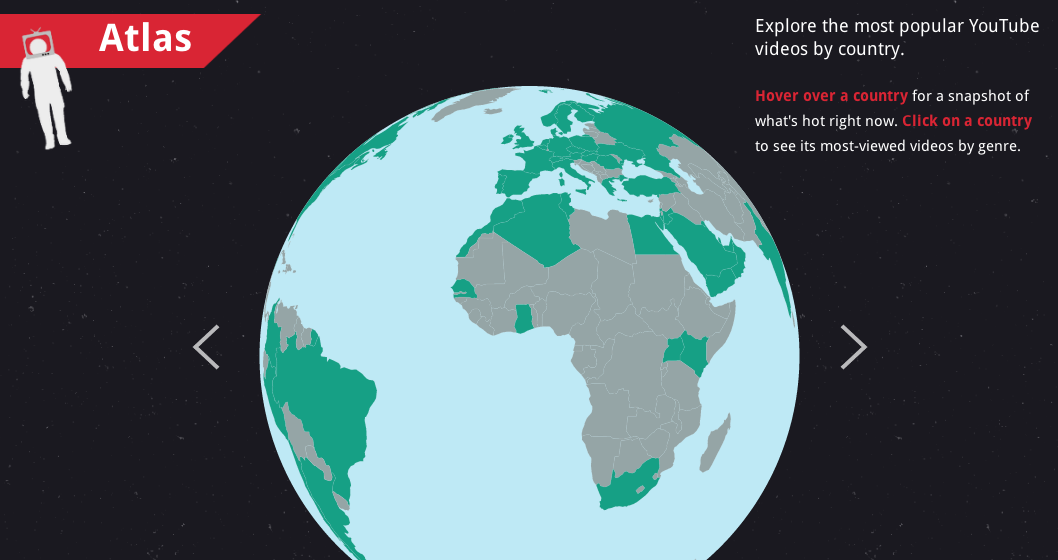 Atlas
Explore the most popular YouTube
videos by country.
Hover over a country for a snapshot of
what's hot right now. Click on a country
to see its most-viewed videos by genre.